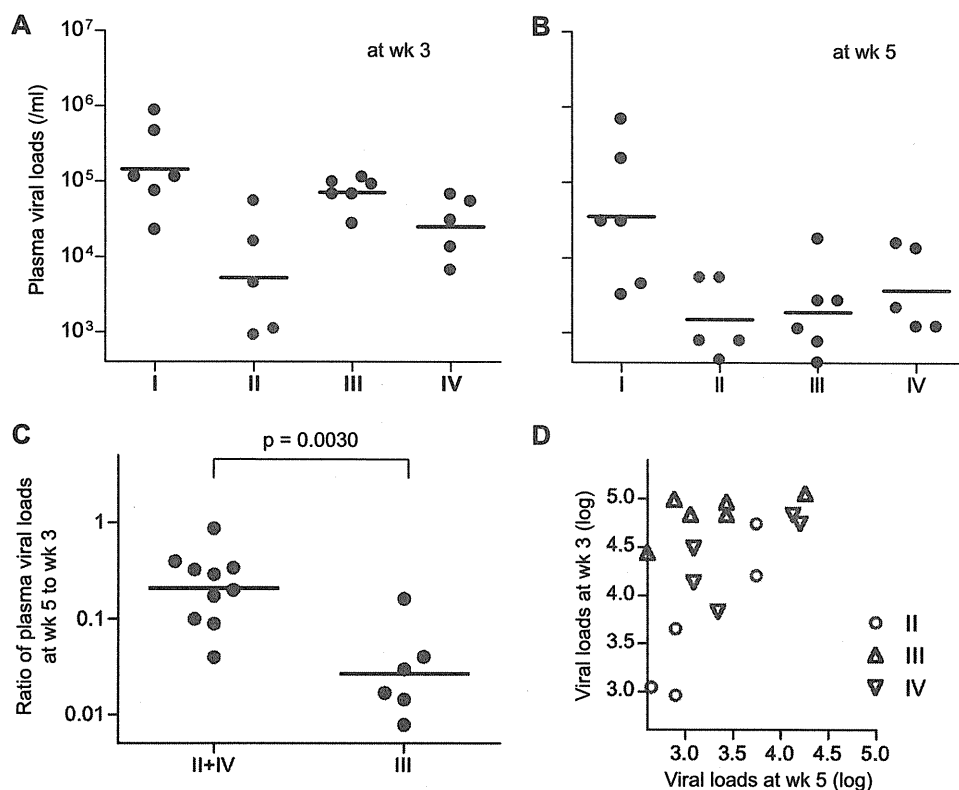 A
at wk 3
Plasma viral loads (/ml)
10^7
10^6
10^5
10^4
10^3
I II III IV
B
at wk 5
I II III IV
C
p = 0.0030
Ratio of plasma viral loads
at wk 5 to wk 3
1
0.1
0.01
II+IV III
D
Viral loads at wk 3 (log)
5.0
4.5
4.0
3.5
3.0
II
III
IV
3.0 3.5 4.0 4.5 5.0
Viral loads at wk 5 (log)